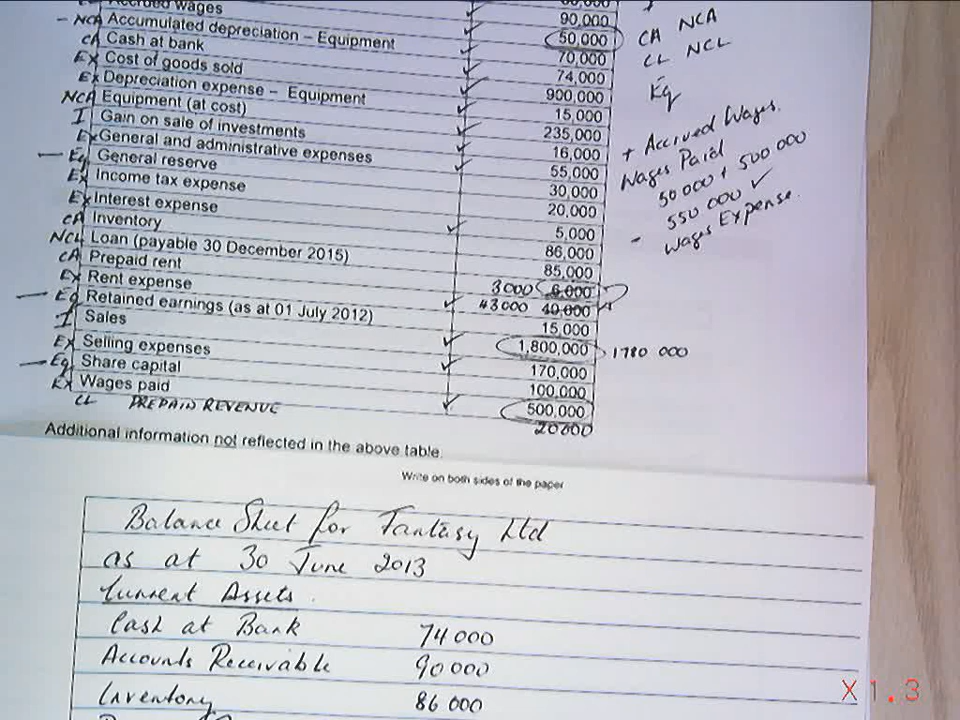 90,000
wages 50,000
- NCA Accumulated depreciation – Equipment 70,000
CA Cash at bank 74,000
Ex Cost of goods sold 900,000
Ex Depreciation expense – Equipment 15,000
NCA Equipment (at cost) 235,000
I Gain on sale of investments 16,000
Ex General and administrative expenses 55,000
Eq General reserve 30,000
Ex Income tax expense 20,000
Ex Interest expense 5,000
CA Inventory 86,000
NCL Loan (payable 30 December 2015) 85,000
CA Prepaid rent 3000 6,000
Ex Rent expense 43000 40,000
Eq Retained earnings (as at 01 July 2012) 15,000
I Sales 1,800,000 1780 000
Ex Selling expenses 170,000
Eq Share capital 100,000
Ex Wages paid 500,000
CL PREPAID REVENUE 20000
CA NCA
CL NCL
Eq
+ Accrued Wages.
Wages Paid
50 000 + 500 000
550 000 ✓
- Wages Expense.
Additional information not reflected in the above table.
Write on both sides of the paper
Balance Sheet for Fantasy Ltd
as at 30 June 2013
Current Assets
Cash at Bank 74 000
Accounts Receivable 90 000
Inventory 86 000
X 1.3